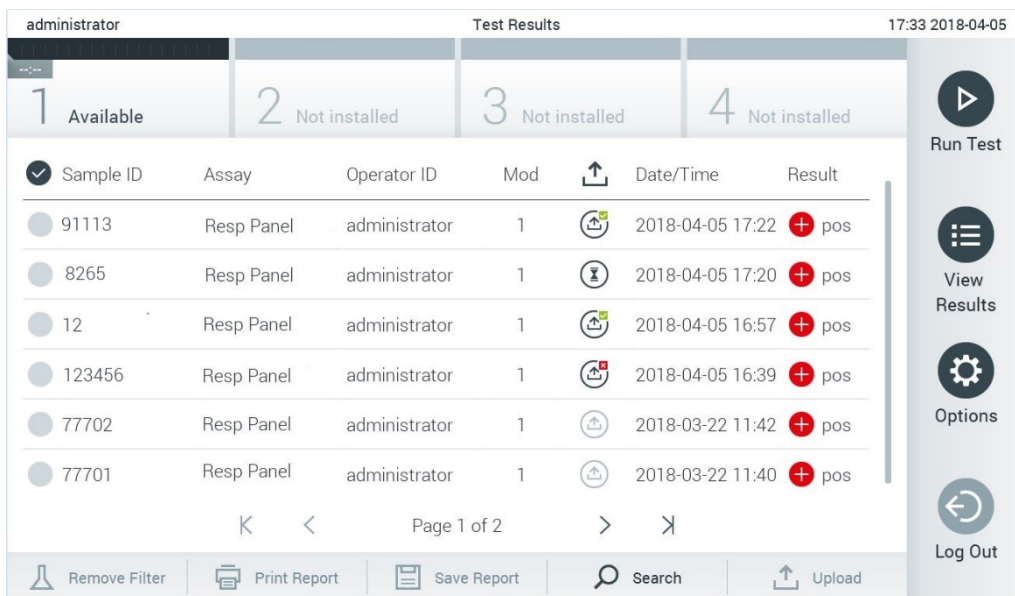 administrator Test Results 17:33 2018-04-05
--:--
1 Available 2 Not installed 3 Not installed 4 Not installed
Run Test
Sample ID Assay Operator ID Mod Date/Time Result
91113 Resp Panel administrator 1 2018-04-05 17:22 pos
8265 Resp Panel administrator 1 2018-04-05 17:20 pos
View
Results
12 Resp Panel administrator 1 2018-04-05 16:57 pos
123456 Resp Panel administrator 1 2018-04-05 16:39 pos
Options
77702 Resp Panel administrator 1 2018-03-22 11:42 pos
77701 Resp Panel administrator 1 2018-03-22 11:40 pos
Page 1 of 2
Log Out
Remove Filter Print Report Save Report Search Upload